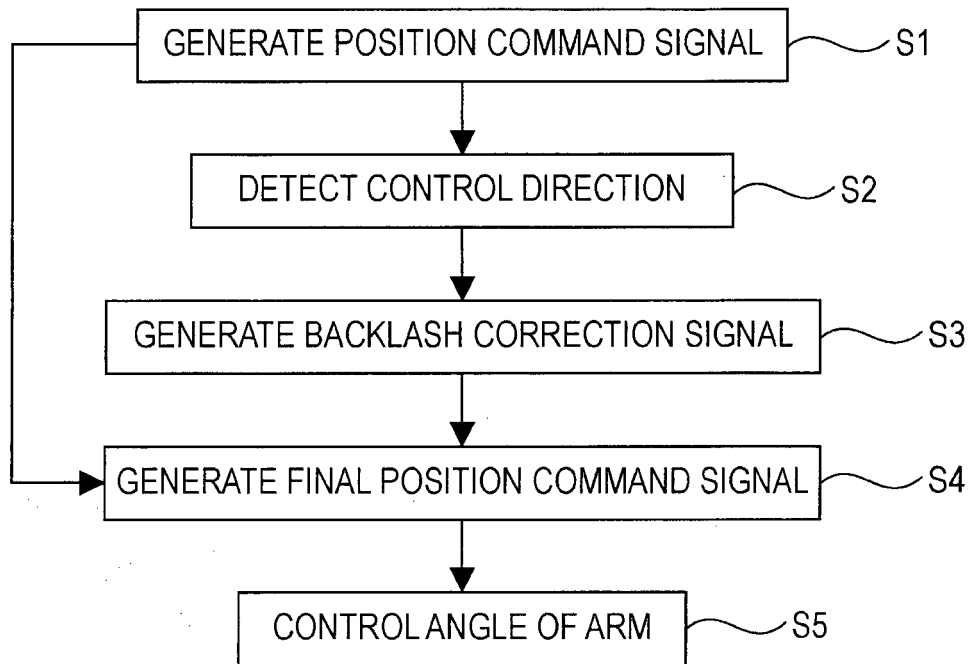 GENERATE POSITION COMMAND SIGNAL S1
DETECT CONTROL DIRECTION S2
GENERATE BACKLASH CORRECTION SIGNAL S3
GENERATE FINAL POSITION COMMAND SIGNAL S4
CONTROL ANGLE OF ARM S5